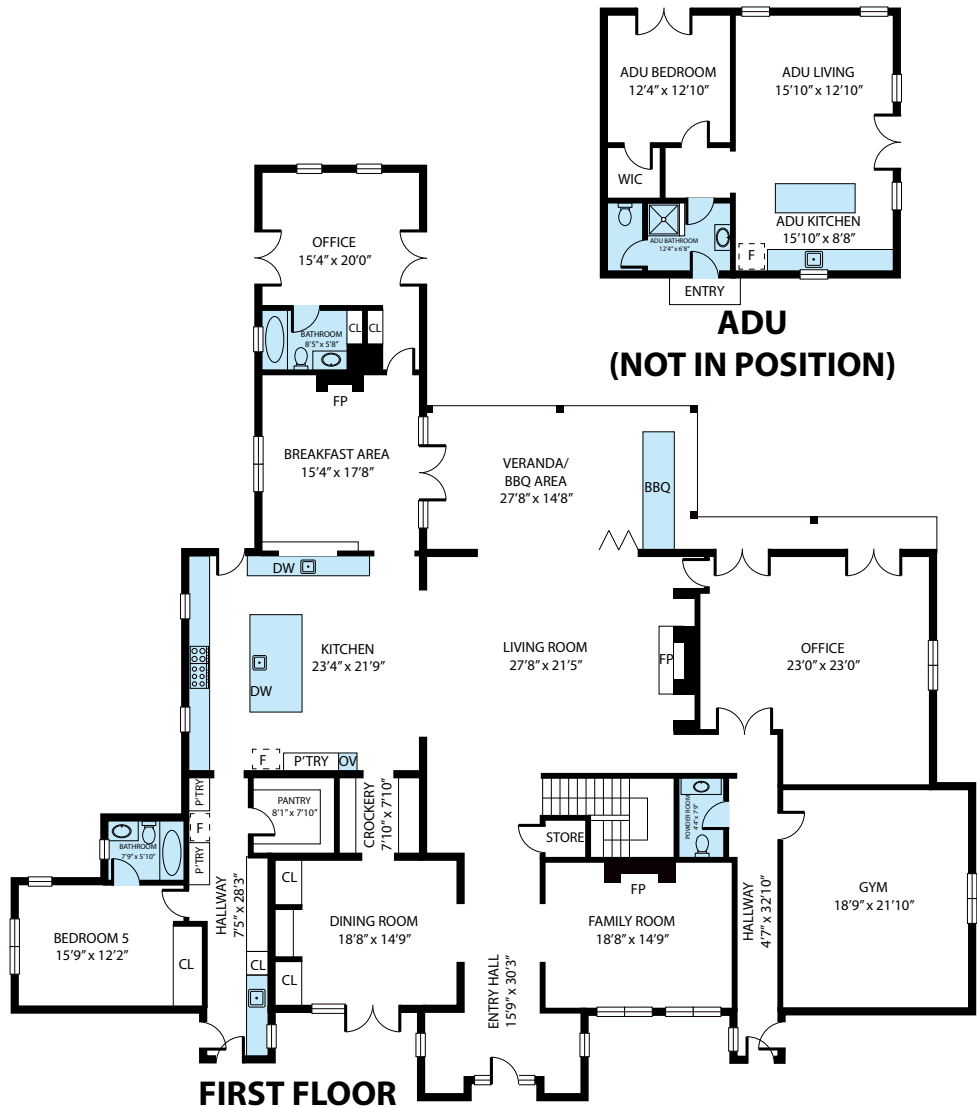 ADU BEDROOM
12'4” x 12'10”
ADU LIVING
15'10” x 12'10”
WIC
ADU KITCHEN
15'10” x 8'8”
ADU BATHROOM
12'4” x 6'8”
F
ENTRY
ADU
(NOT IN POSITION)
OFFICE
15'4” x 20'0”
BATHROOM
8'5” x 5'8”
CL
CL
FP
BREAKFAST AREA
15'4” x 17'8”
VERANDA/
BBQ AREA
27'8” x 14'8”
BBQ
DW
KITCHEN
23'4” x 21'9”
DW
LIVING ROOM
27'8” x 21'5”
FP
OFFICE
23'0” x 23'0”
F
P'TRY
OV
P'TRY
F
P'TRY
PANTRY
8'1” x 7'10”
CROCKERY
7'10” x 7'10”
STORE
POWDER ROOM
4'4” x 7'9”
BATHROOM
7'9” x 5'10”
CL
FP
GYM
18'9” x 21'10”
HALLWAY
7'5” x 28'3”
DINING ROOM
18'8” x 14'9”
FAMILY ROOM
18'8” x 14'9”
HALLWAY
4'7” x 32'10”
BEDROOM 5
15'9” x 12'2”
CL
CL
CL
ENTRY HALL
15'9” x 30'3”
FIRST FLOOR